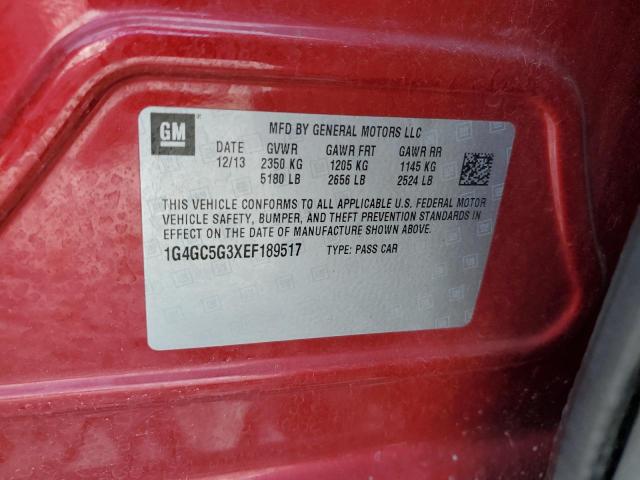 GM
MFD BY GENERAL MOTORS LLC
DATE GVWR GAWR FRT GAWR RR
12/13 2350 KG 1205 KG 1145 KG
5180 LB 2656 LB 2524 LB
THIS VEHICLE CONFORMS TO ALL APPLICABLE U.S. FEDERAL MOTOR
VEHICLE SAFETY, BUMPER, AND THEFT PREVENTION STANDARDS IN
EFFECT ON THE DATE OF MANUFACTURE SHOWN ABOVE.
1G4GC5G3XEF189517 TYPE: PASS CAR